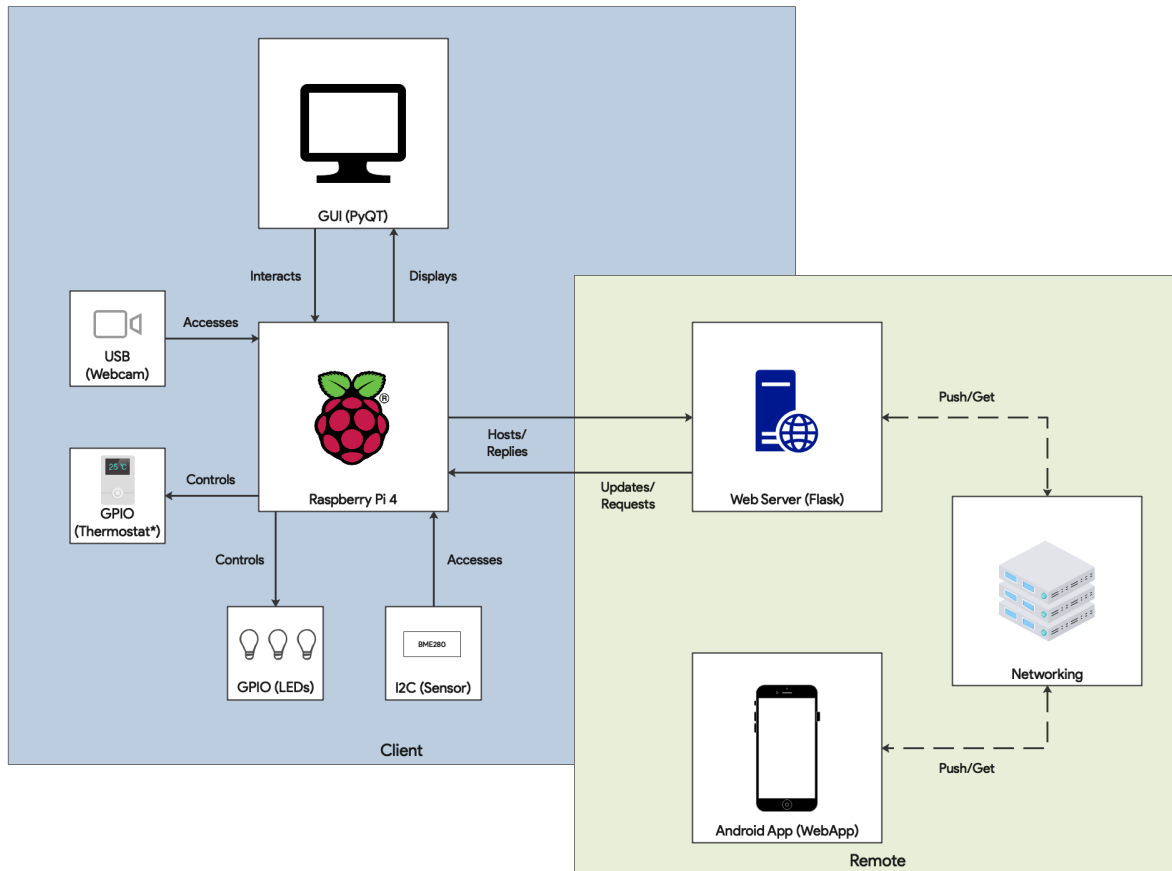 GUI (PyQT)
Interacts
Displays
USB
(Webcam)
Accesses
®
Raspberry Pi 4
25 °C
GPIO
(Thermostat*)
Controls
Controls
Accesses
GPIO (LEDs)
BME280
I2C (Sensor)
Client
Hosts/
Replies
Updates/
Requests
Web Server (Flask)
Push/Get
Networking
Push/Get
Android App (WebApp)
Remote